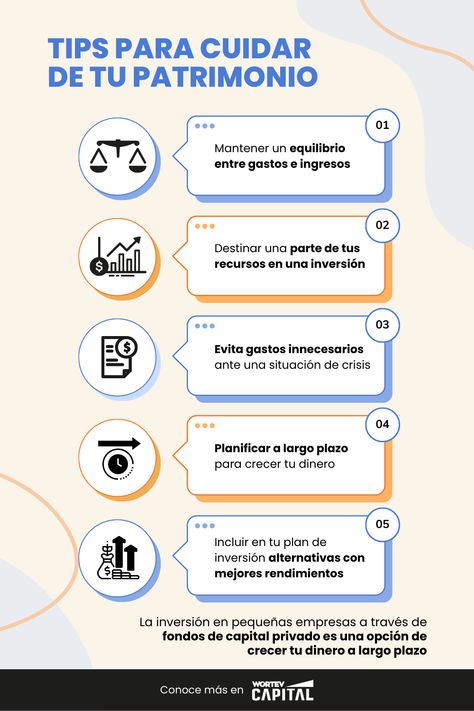 TIPS PARA CUIDAR
DE TU PATRIMONIO
01
Mantener un equilibrio
entre gastos e ingresos
02
Destinar una parte de tus
recursos en una inversión
$
03
Evita gastos innecesarios
ante una situación de crisis
$
04
Planificar a largo plazo
para crecer tu dinero
05
Incluir en tu plan de
inversión alternativas con
mejores rendimientos
$
La inversión en pequeñas empresas a través de
fondos de capital privado es una opción de
crecer tu dinero a largo plazo
Conoce más en WORTEV
CAPITAL